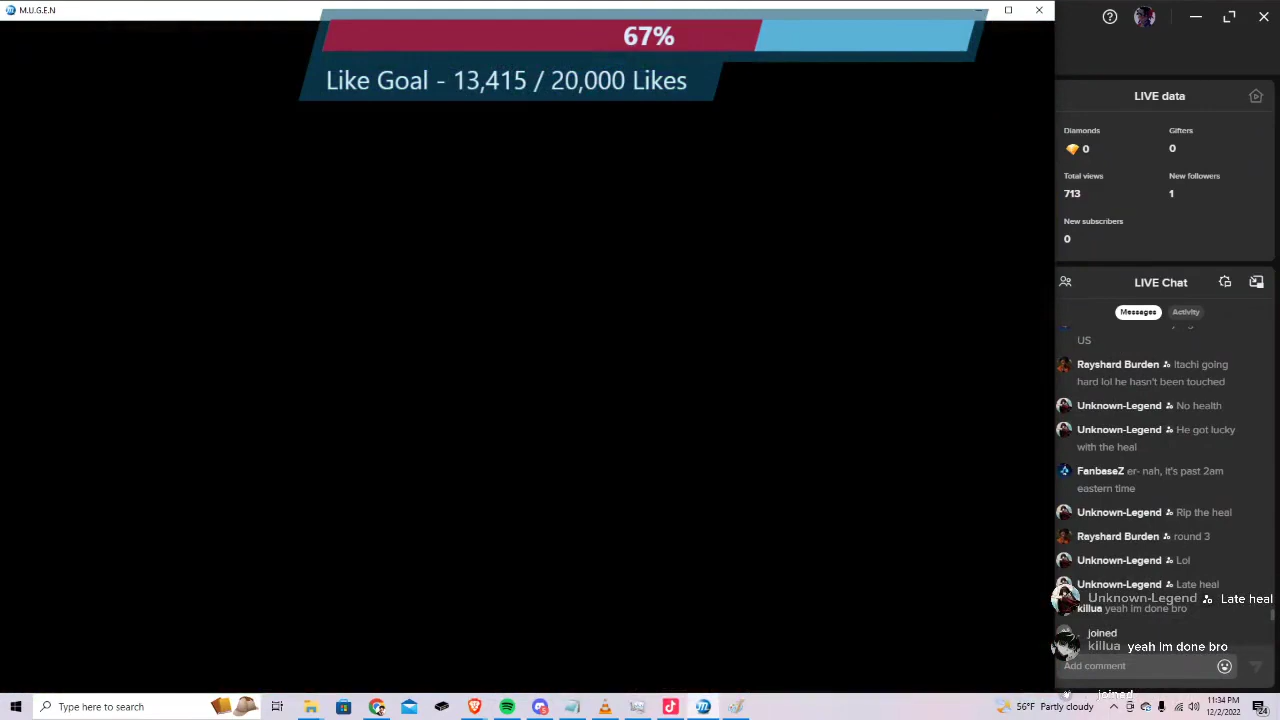 M.U.G.E.N
67%
Like Goal - 13,415 / 20,000 Likes
LIVE data
Diamonds
Gifters
0
0
Total views
New followers
713
1
New subscribers
0
LIVE Chat
Messages
Activity
US
Rayshard Burden Itachi going
hard lol he hasn't been touched
Unknown-Legend No health
Unknown-Legend He got lucky
with the heal
FanbaseZ er- nah, it's past 2am
eastern time
Unknown-Legend Rip the heal
Rayshard Burden round 3
Unknown-Legend Lol
Unknown-Legend Late heal
Unknown-Legend Late heal
killua yeah Im done bro
joined
killua yeah Im done bro
Add comment
joined
Type here to search
56°F Partly cloudy
11:34 PM
12/2/2022
4